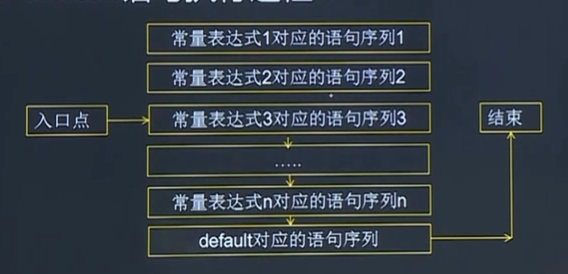 常量表达式1对应的语句序列1
常量表达式2对应的语句序列2
入口点
常量表达式3对应的语句序列3
结束
.....
常量表达式n对应的语句序列n
default对应的语句序列